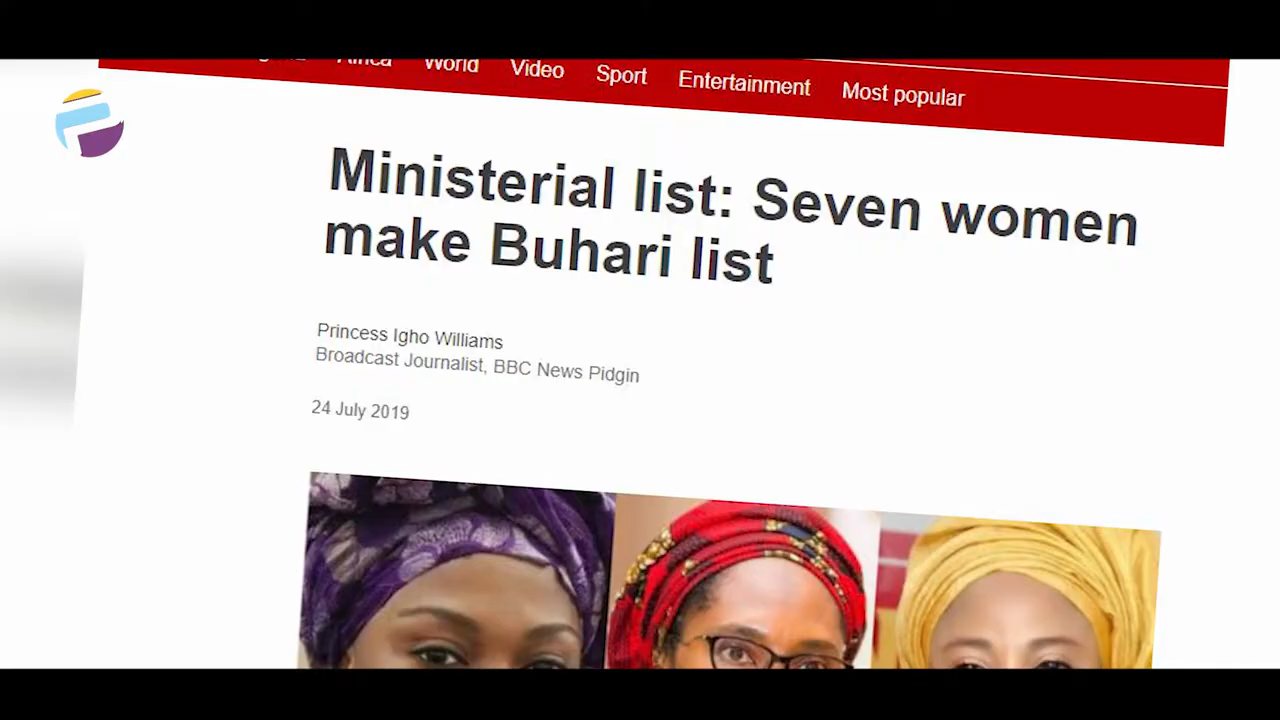 Africa World Video Sport Entertainment Most popular
Ministerial list: Seven women
make Buhari list
Princess Igho Williams
Broadcast Journalist, BBC News Pidgin
24 July 2019